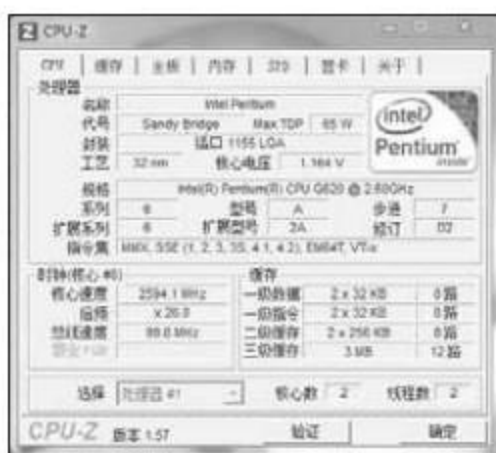 CPU-Z
CPU | 缓存 | 主板 | 内存 | SPD | 显卡 | 关于
处理器
名称 Intel Pentium
代号 Sandy Bridge Max TDP 65 W
封装 插口 1155 LGA
工艺 32 nm 核心电压 1.164 V
intel Pentium inside
规格 Intel(R) Pentium(R) CPU G620 @ 2.60GHz
系列 6 型号 A 步进 7
扩展系列 6 扩展型号 2A 修订 D2
指令集 MMX, SSE (1, 2, 3, 3S, 4.1, 4.2), EM64T, VT-x
时钟(核心 #0) 缓存
核心速度 2594.1 MHz 一级数据 2 x 32 KB 8 路
倍频 x 26.0 一级指令 2 x 32 KB 8 路
总线速度 99.8 MHz 二级缓存 2 x 256 KB 8 路
三级缓存 3 MB 12 路
选择 处理器 #1 核心数 2 线程数 2
CPU-Z 版本 1.57 验证 确定